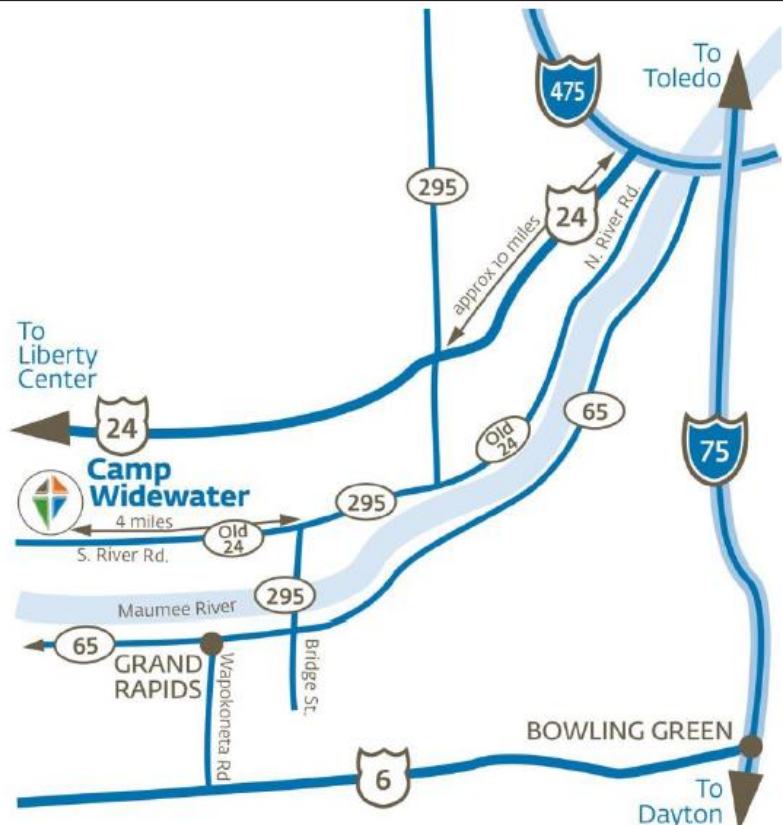 To
Toledo
475
295
24
N. River Rd.
approx 10 miles
To
Liberty
Center
24
65
Old
24
75
Camp
Widewater
295
4 miles
Old
24
S. River Rd.
295
Maumee River
65
GRAND
RAPIDS
Wapokoneta Rd
Bridge St.
BOWLING GREEN
6
To
Dayton